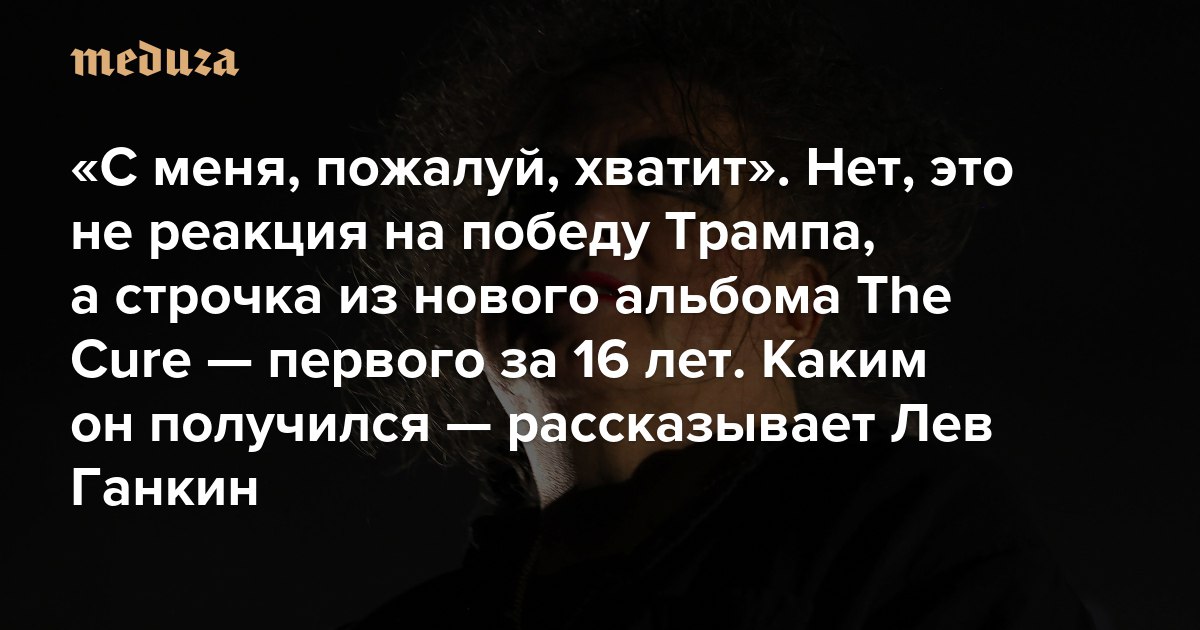 meduza
«С меня, пожалуй, хватит». Нет, это
не реакция на победу Трампа,
а строчка из нового альбома The
Cure — первого за 16 лет. Каким
он получился — рассказывает Лев
Ганкин